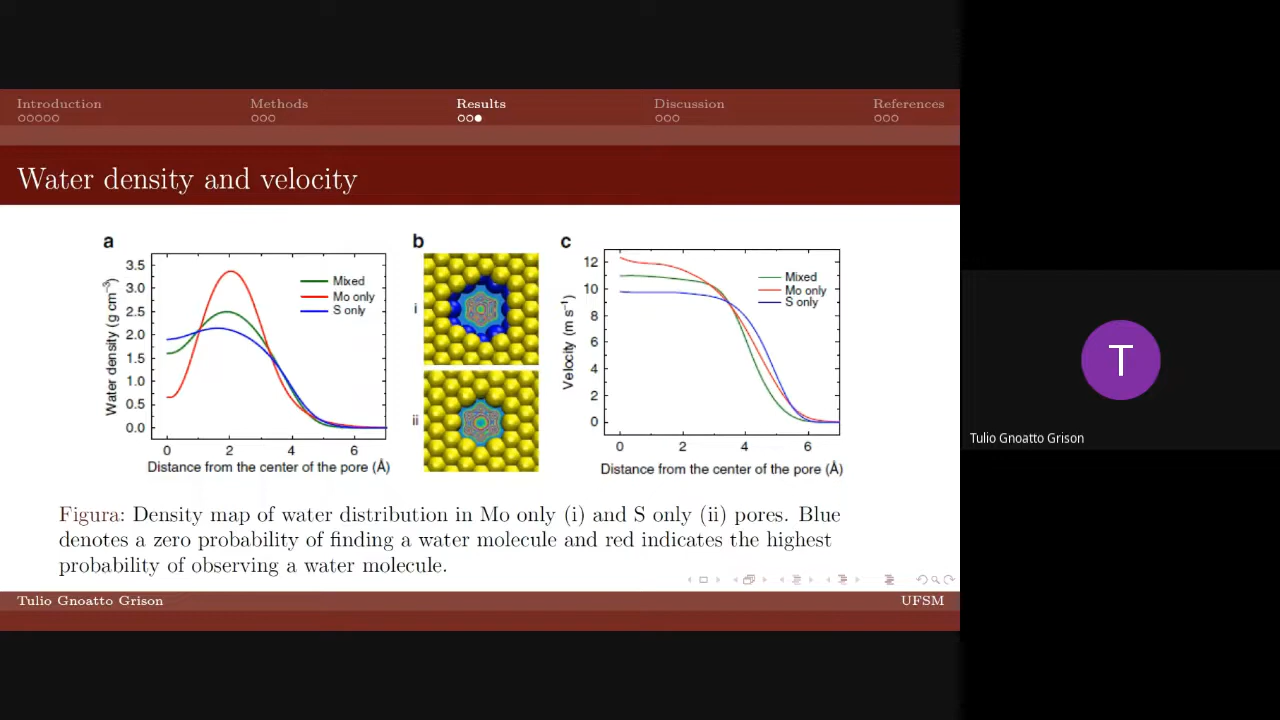 Introduction Methods Results Discussion References
Water density and velocity
a
3.5
3.0
2.5
2.0
1.5
1.0
0.5
0.0
Water density (g cm⁻³)
Mixed
Mo only
S only
0 2 4 6
Distance from the center of the pore (Å)
b
i
ii
c
12
10
8
6
4
2
0
Velocity (m s⁻¹)
Mixed
Mo only
S only
0 2 4 6
Distance from the center of the pore (Å)
Figura: Density map of water distribution in Mo only (i) and S only (ii) pores. Blue
denotes a zero probability of finding a water molecule and red indicates the highest
probability of observing a water molecule.
Tulio Gnoatto Grison UFSM
T
Tulio Gnoatto Grison